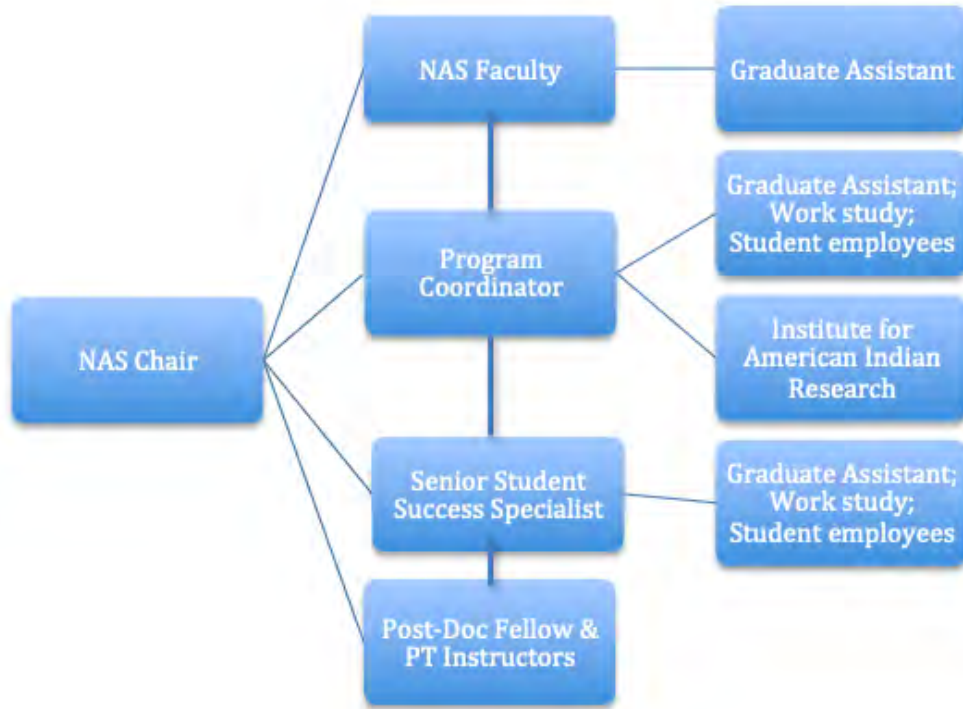 NAS Chair
NAS Faculty
Program
Coordinator
Senior Student
Success Specialist
Post-Doc Fellow &
PT Instructors
Graduate Assistant
Graduate Assistant;
Work study;
Student employees
Institute for
American Indian
Research
Graduate Assistant;
Work study;
Student employees